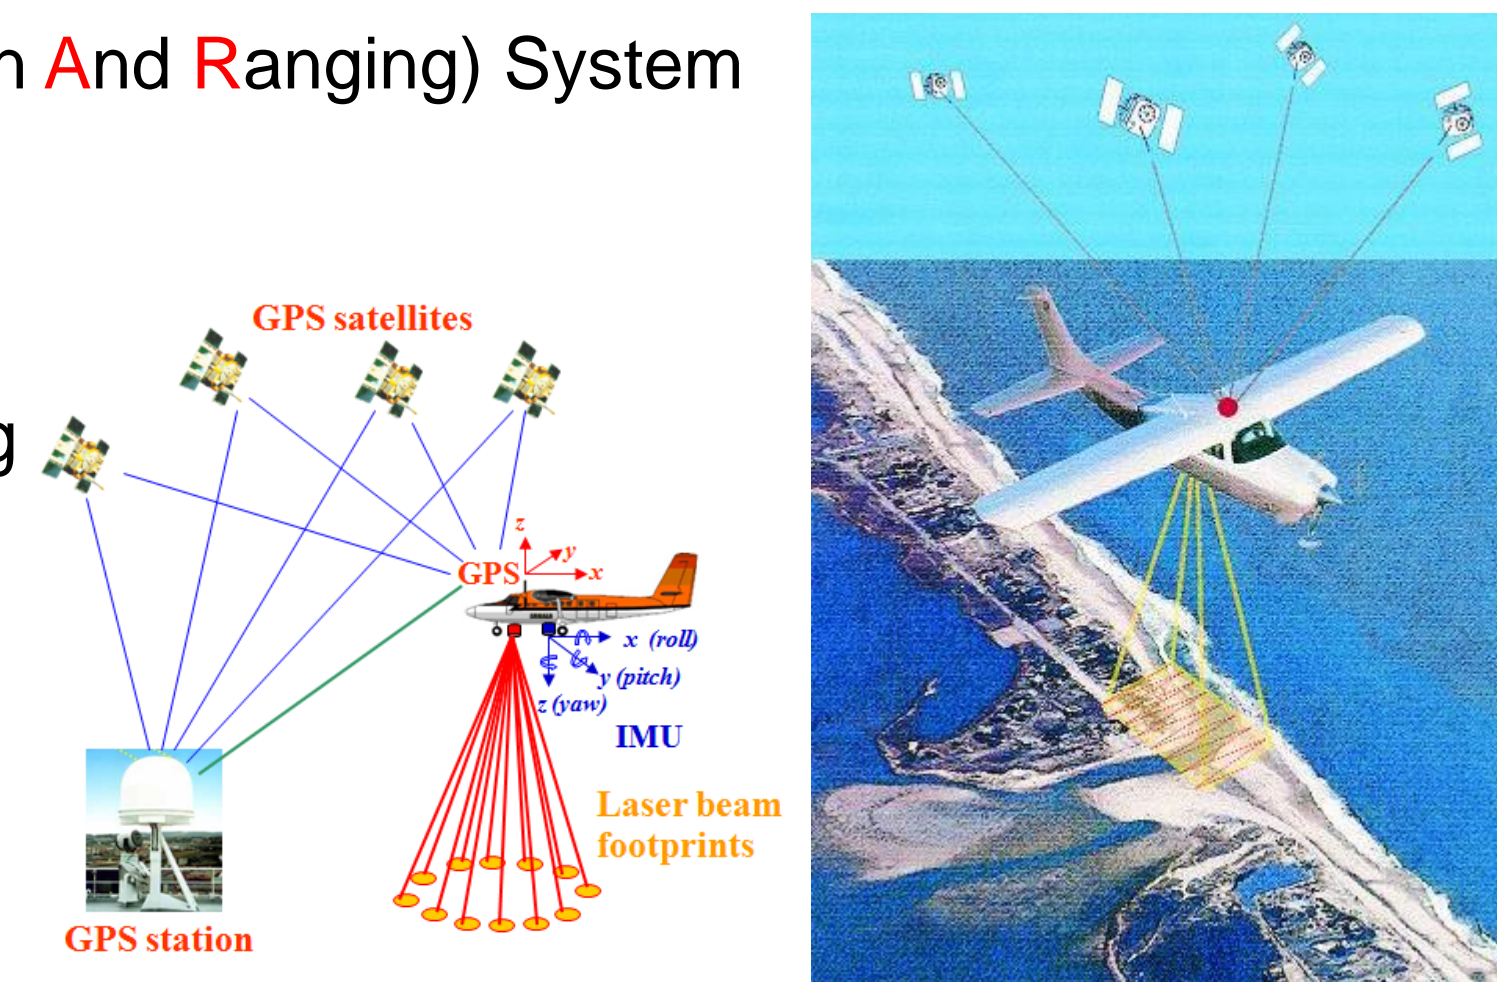 n And Ranging) System
GPS satellites
g
z
y
GPS
x
x (roll)
y (pitch)
z (yaw)
IMU
Laser beam
footprints
GPS station